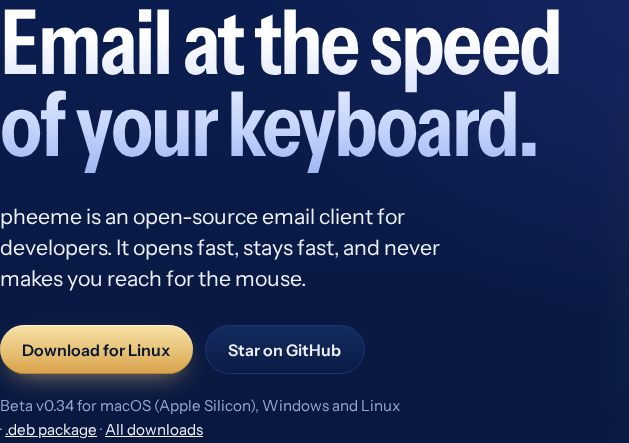 Email at the speed
of your keyboard.
pheeme is an open-source email client for
developers. It opens fast, stays fast, and never
makes you reach for the mouse.
Download for Linux
Star on GitHub
Beta v0.34 for macOS (Apple Silicon), Windows and Linux
· .deb package · All downloads